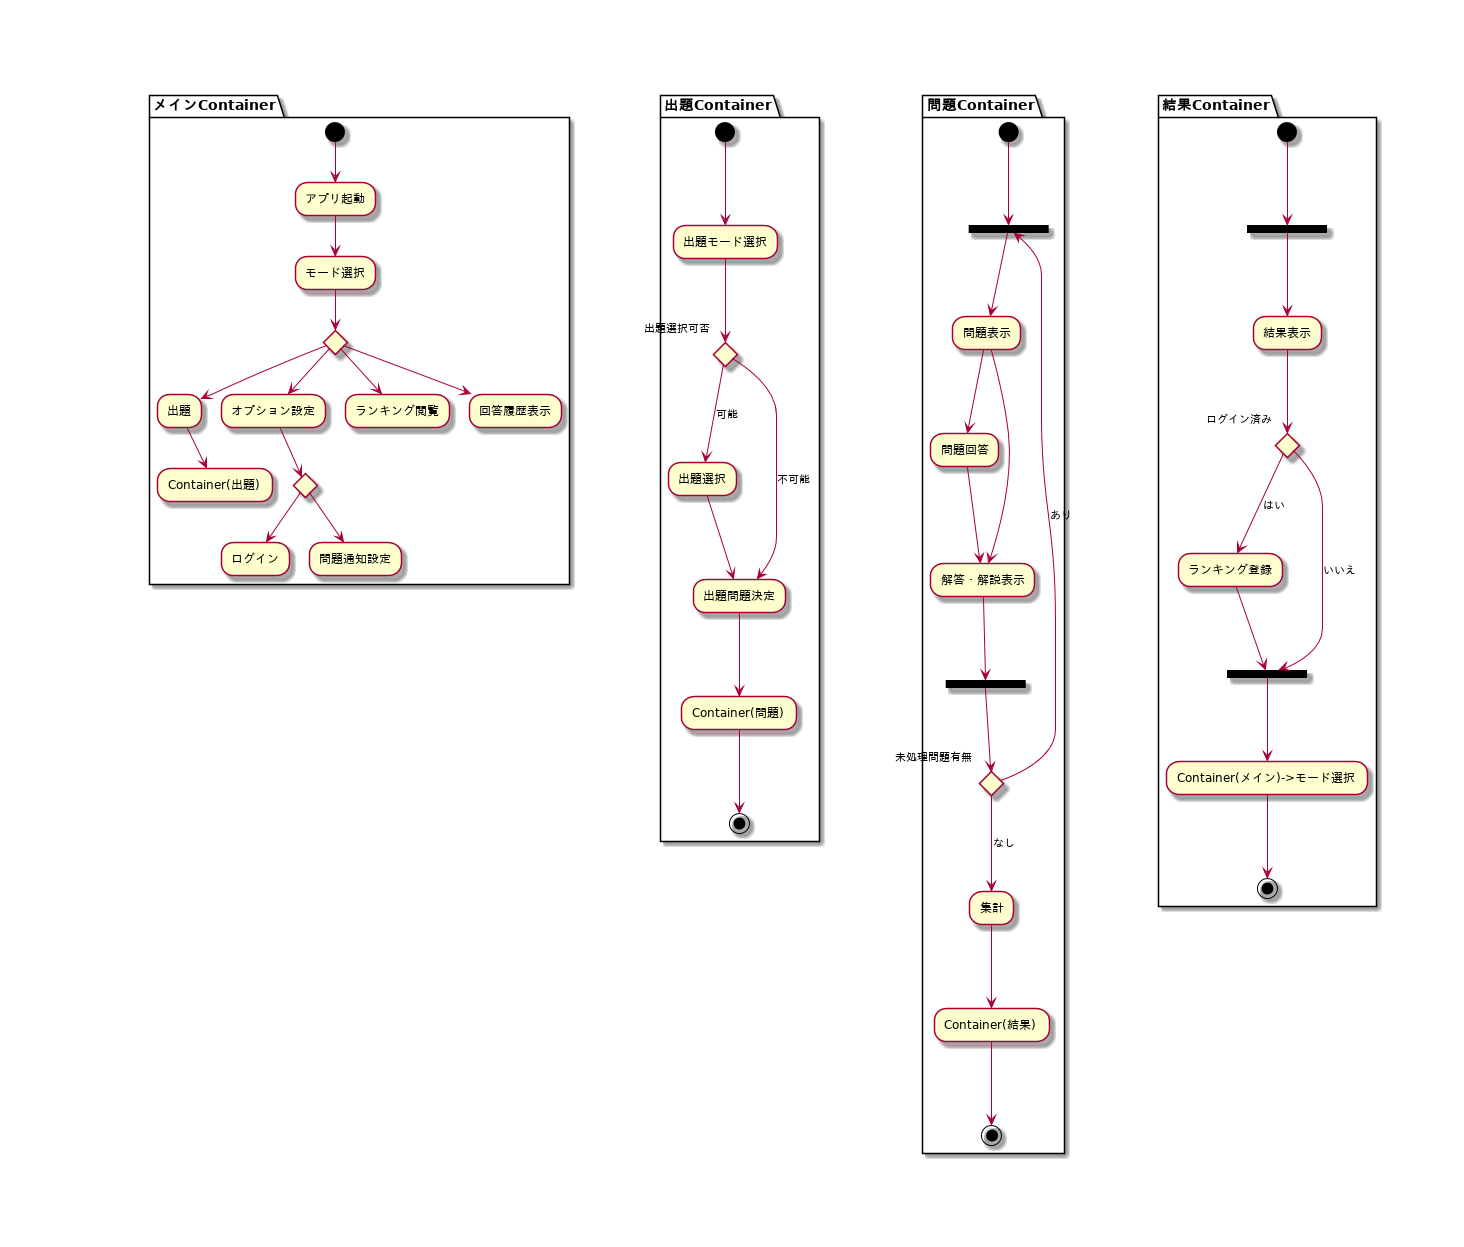 メインContainer
アプリ起動
モード選択
出題
オプション設定
ランキング閲覧
回答履歴表示
Container(出題)
ログイン
問題通知設定
出題Container
出題モード選択
出題選択可否
可能
出題選択
不可能
出題問題決定
Container(問題)
問題Container
問題表示
問題回答
あり
解答・解説表示
未処理問題有無
なし
集計
Container(結果)
結果Container
結果表示
ログイン済み
はい
ランキング登録
いいえ
Container(メイン)->モード選択